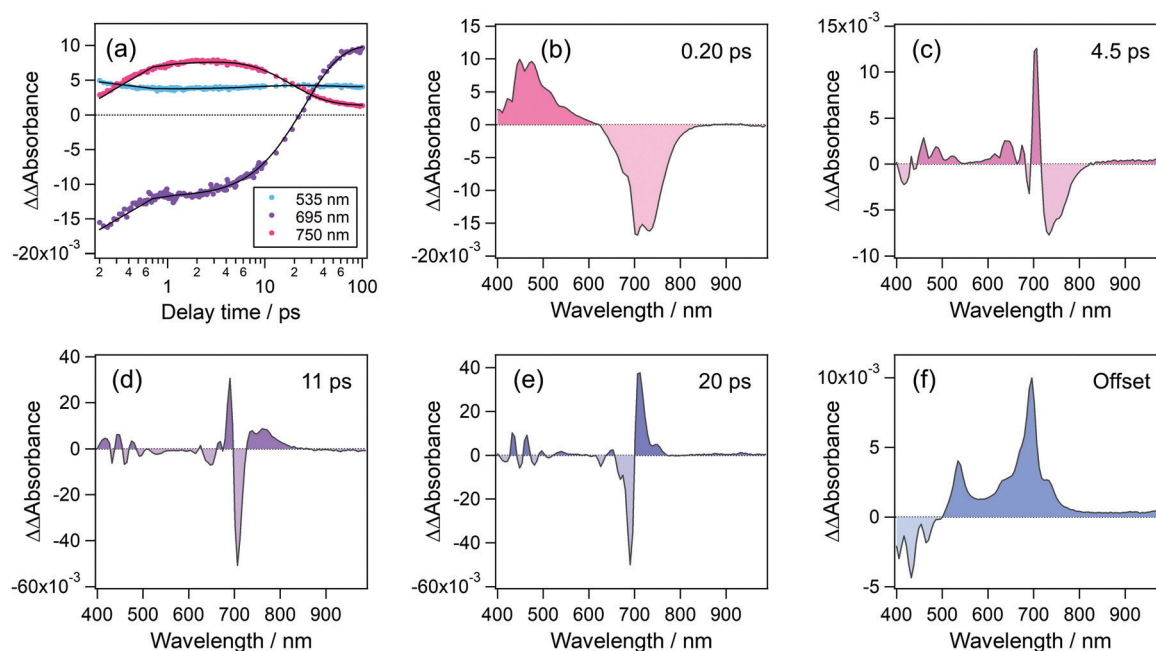 (a)
ΔΔAbsorbance
10
5
0
-5
-10
-15
-20x10⁻³
535 nm
695 nm
750 nm
2 4 6 1 2 4 6 10 2 4 6 100
Delay time / ps
(b) 0.20 ps
ΔΔAbsorbance
15
10
5
0
-5
-10
-15
-20x10⁻³
400 500 600 700 800 900
Wavelength / nm
(c) 4.5 ps
ΔΔAbsorbance
15x10⁻³
10
5
0
-5
-10
400 500 600 700 800 900
Wavelength / nm
(d) 11 ps
ΔΔAbsorbance
40
20
0
-20
-40
-60x10⁻³
400 500 600 700 800 900
Wavelength / nm
(e) 20 ps
ΔΔAbsorbance
40
20
0
-20
-40
-60x10⁻³
400 500 600 700 800 900
Wavelength / nm
(f) Offset
ΔΔAbsorbance
10x10⁻³
5
0
-5
400 500 600 700 800 900
Wavelength / nm